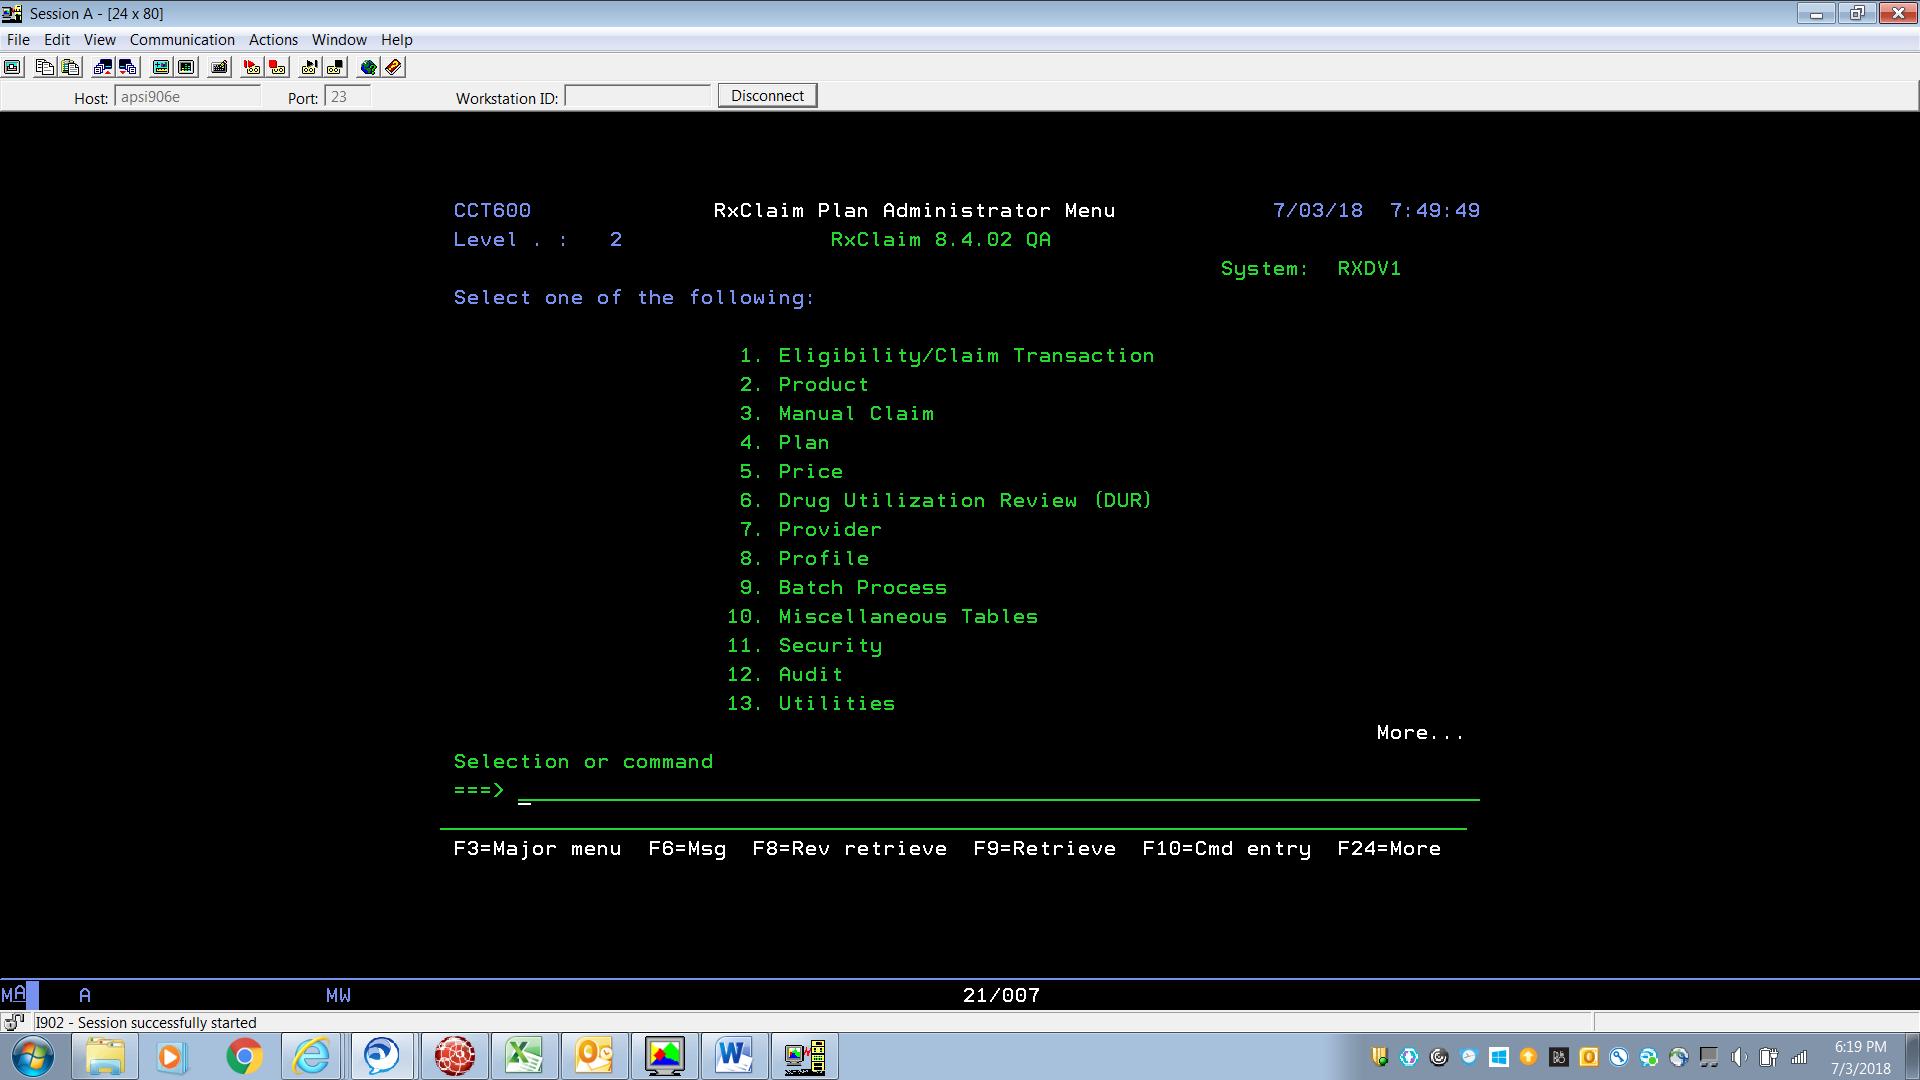 Session A - [24 x 80]
File Edit View Communication Actions Window Help
Host: apsi906e Port: 23 Workstation ID: Disconnect
CCT600 RxClaim Plan Administrator Menu 7/03/18 7:49:49
Level . : 2 RxClaim 8.4.02 QA
System: RXDV1
Select one of the following:
1. Eligibility/Claim Transaction
2. Product
3. Manual Claim
4. Plan
5. Price
6. Drug Utilization Review (DUR)
7. Provider
8. Profile
9. Batch Process
10. Miscellaneous Tables
11. Security
12. Audit
13. Utilities
More...
Selection or command
===>
F3=Major menu F6=Msg F8=Rev retrieve F9=Retrieve F10=Cmd entry F24=More
MA A MW 21/007
I902 - Session successfully started
6:19 PM
7/3/2018